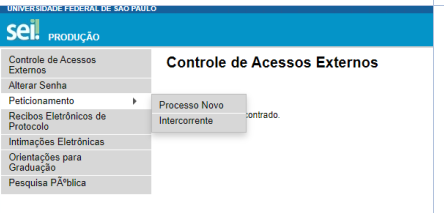 UNIVERSIDADE FEDERAL DE SÃO PAULO
sei! PRODUÇÃO
Controle de Acessos
Externos
Alterar Senha
Peticionamento
Recibos Eletrônicos de
Protocolo
Intimações Eletrônicas
Orientações para
Graduação
Pesquisa PÃºblica
Controle de Acessos Externos
Processo Novo
Intercorrente
contrado.